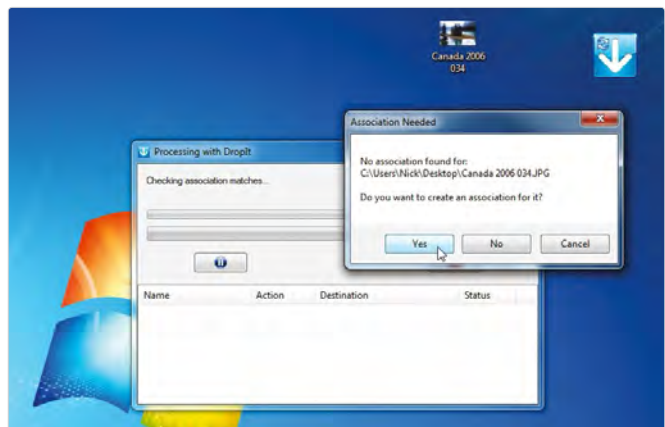 Canada 2006
034
Association Needed
No association found for:
C:\Users\Nick\Desktop\Canada 2006 034.JPG
Do you want to create an association for it?
Yes No Cancel
Processing with DropIt
Checking association matches...
Name Action Destination Status